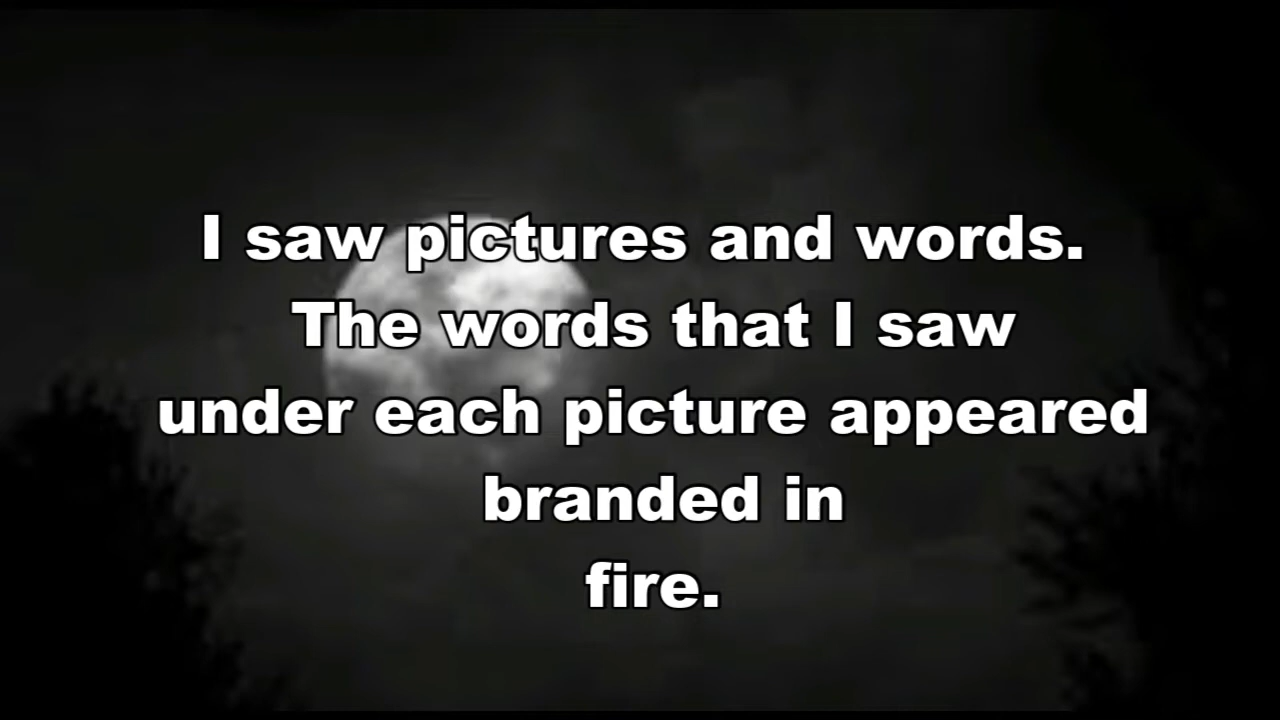 I saw pictures and words.
The words that I saw
under each picture appeared
branded in
fire.